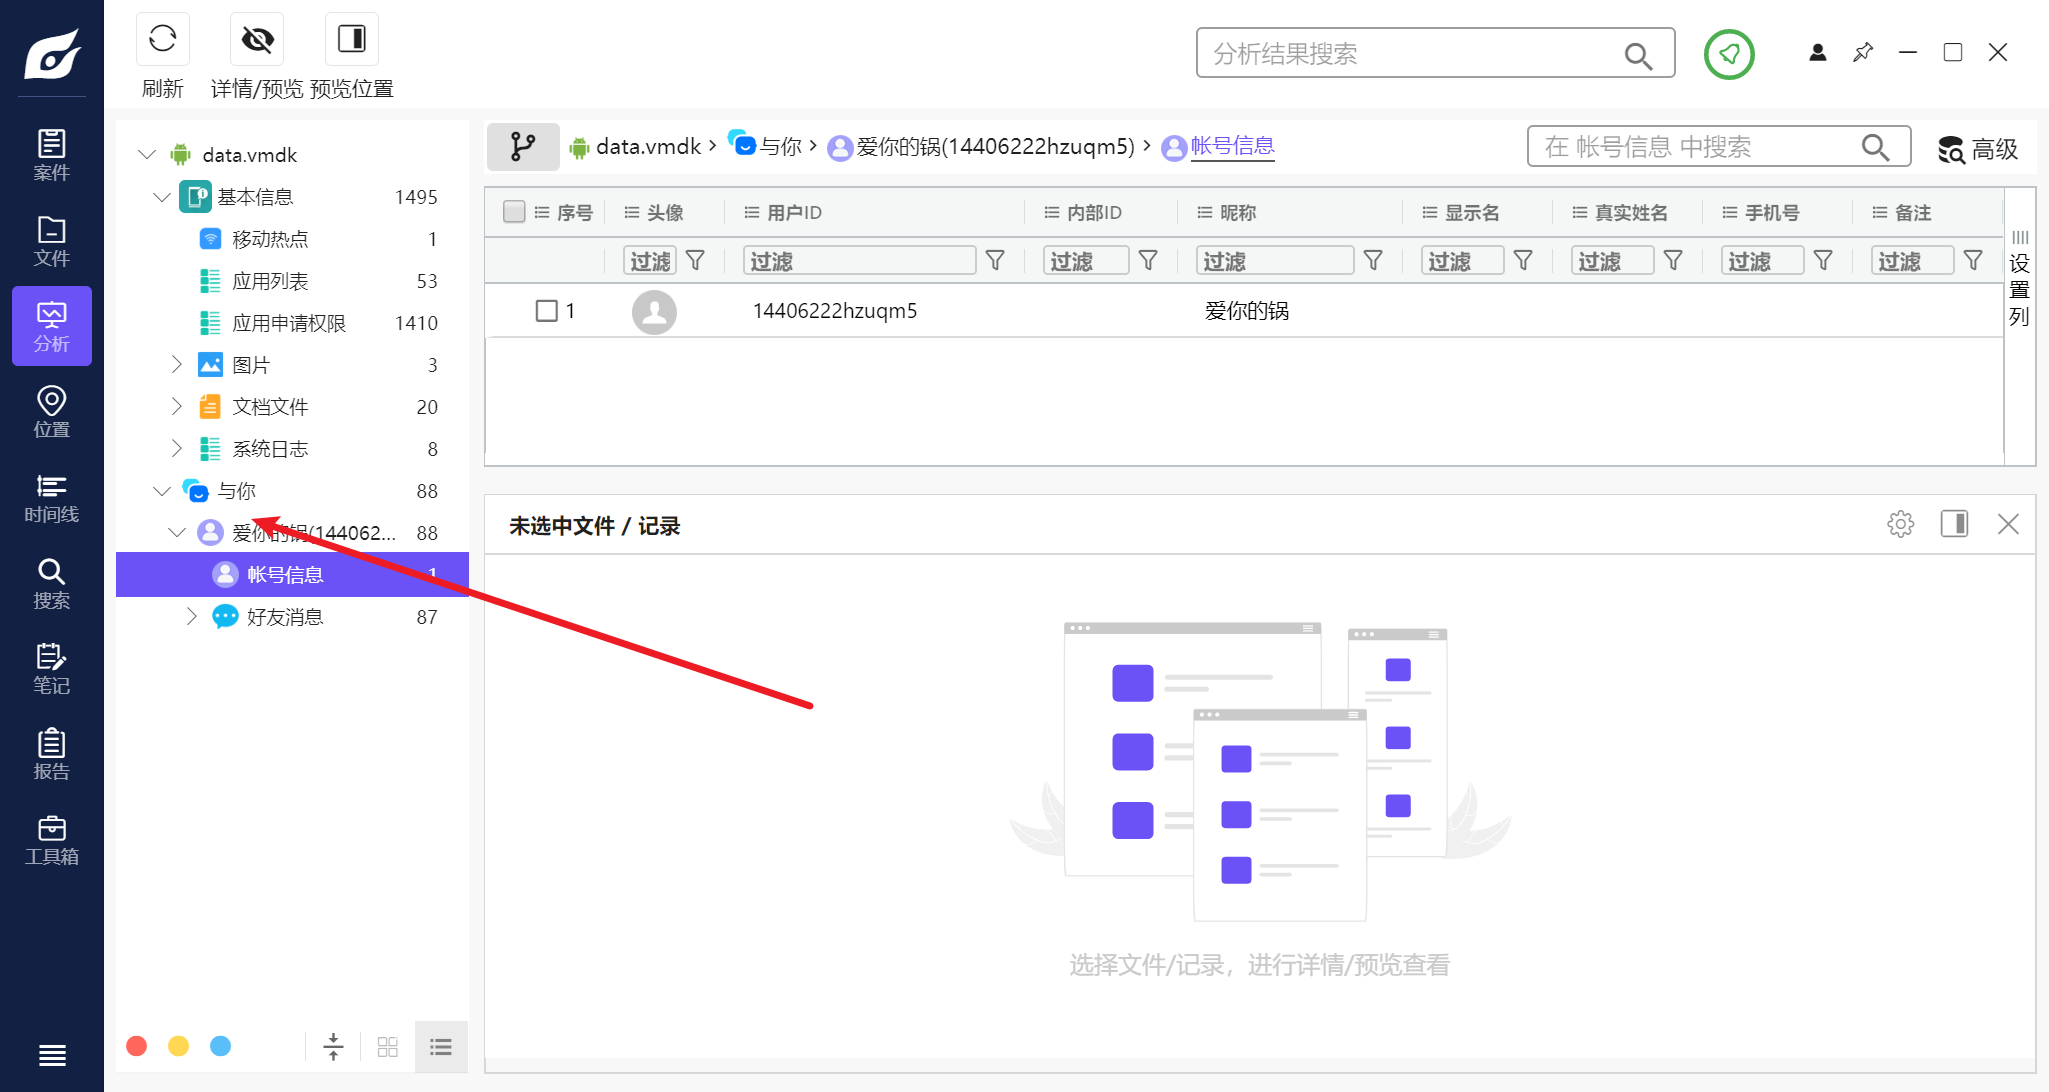 刷新
详情/预览
预览位置
分析结果搜索
案件
文件
分析
位置
时间线
搜索
笔记
报告
工具箱
data.vmdk
基本信息 1495
移动热点 1
应用列表 53
应用申请权限 1410
图片 3
文档文件 20
系统日志 8
与你 88
爱你的锅(144062... 88
帐号信息 1
好友消息 87
data.vmdk > 与你 > 爱你的锅(14406222hzuqm5) > 帐号信息
在 帐号信息 中搜索
高级
序号 头像 用户ID 内部ID 昵称 显示名 真实姓名 手机号 备注
过滤 过滤 过滤 过滤 过滤 过滤 过滤 过滤
1 14406222hzuqm5 爱你的锅
设置列
未选中文件 / 记录
选择文件/记录，进行详情/预览查看